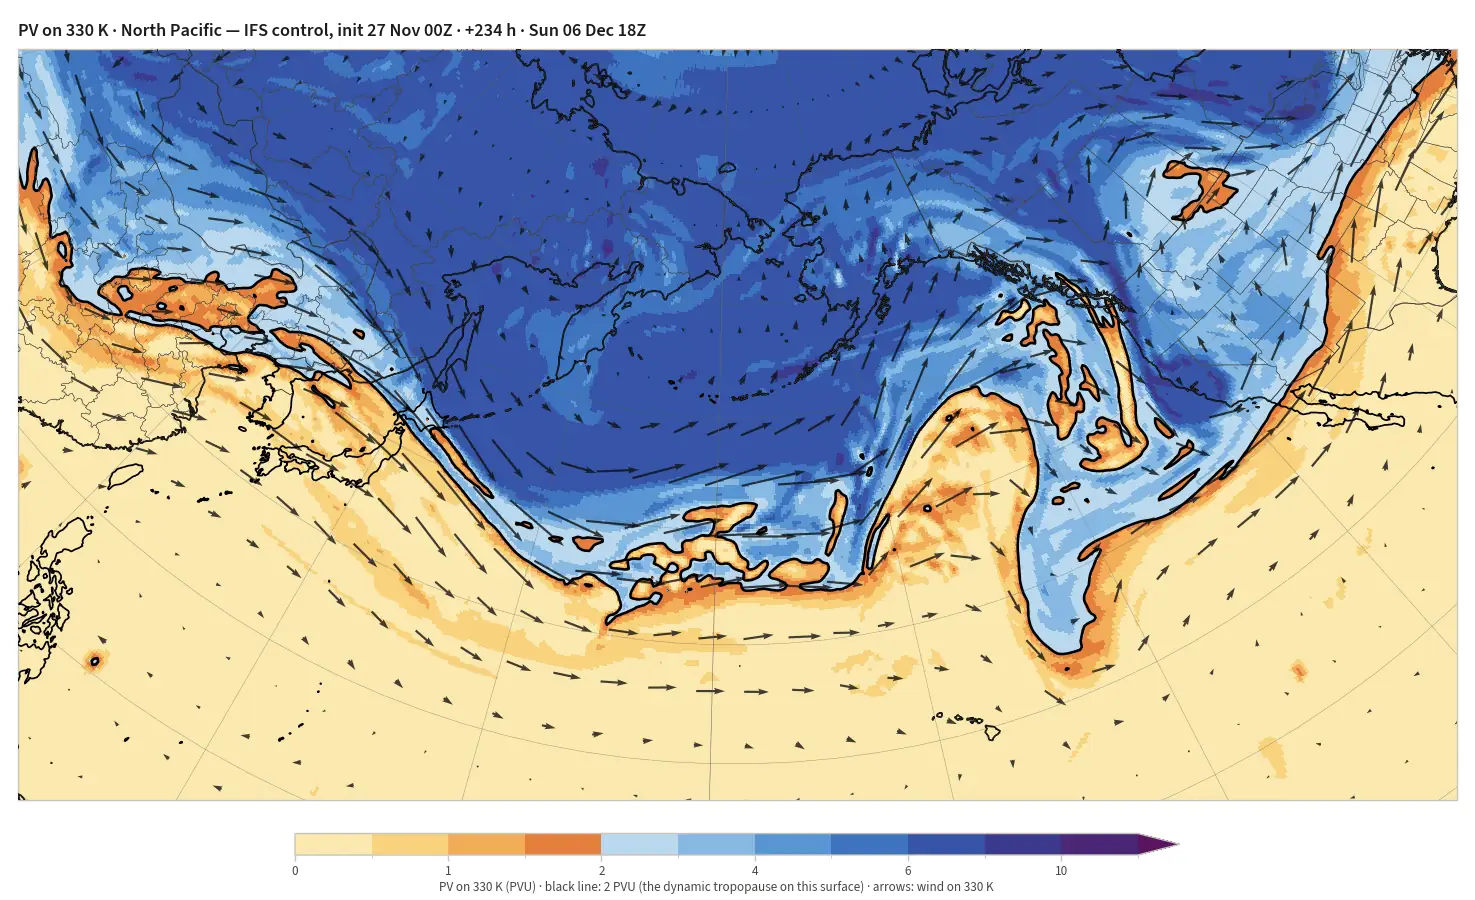 PV on 330 K · North Pacific — IFS control, init 27 Nov 00Z · +234 h · Sun 06 Dec 18Z
0 1 2 4 6 10
PV on 330 K (PVU) · black line: 2 PVU (the dynamic tropopause on this surface) · arrows: wind on 330 K